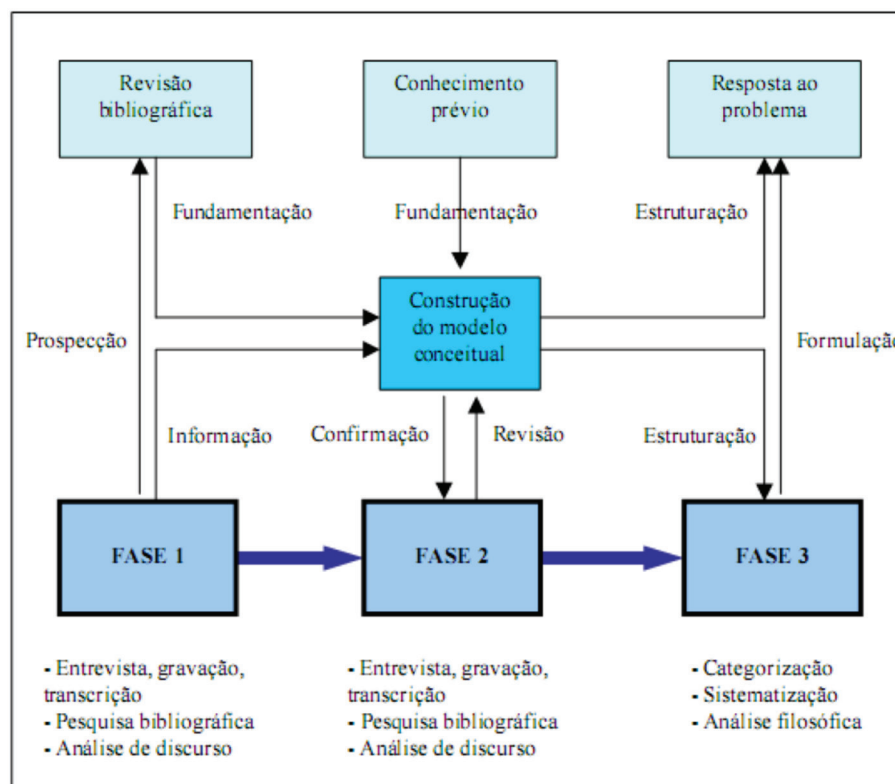 Revisão
bibliográfica
Conhecimento
prévio
Resposta ao
problema
Fundamentação
Fundamentação
Estruturação
Construção
do modelo
conceitual
Prospecção
Formulação
Informação
Confirmação
Revisão
Estruturação
FASE 1
FASE 2
FASE 3
- Entrevista, gravação,
transcrição
- Pesquisa bibliográfica
- Análise de discurso
- Entrevista, gravação,
transcrição
- Pesquisa bibliográfica
- Análise de discurso
- Categorização
- Sistematização
- Análise filosófica